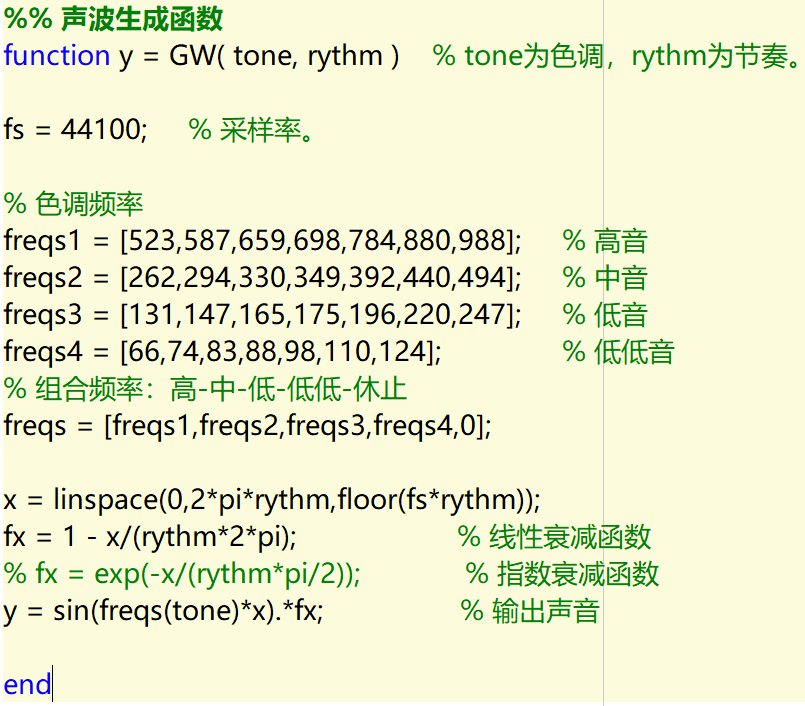 %% 声波生成函数
function y = GW( tone, rythm )    % tone为色调，rythm为节奏。
fs = 44100;    % 采样率。
% 色调频率
freqs1 = [523,587,659,698,784,880,988];    % 高音
freqs2 = [262,294,330,349,392,440,494];    % 中音
freqs3 = [131,147,165,175,196,220,247];    % 低音
freqs4 = [66,74,83,88,98,110,124];    % 低低音
% 组合频率：高-中-低-低低-休止
freqs = [freqs1,freqs2,freqs3,freqs4,0];
x = linspace(0,2*pi*rythm,floor(fs*rythm));
fx = 1 - x/(rythm*2*pi);    % 线性衰减函数
% fx = exp(-x/(rythm*pi/2));    % 指数衰减函数
y = sin(freqs(tone)*x).*fx;    % 输出声音
end